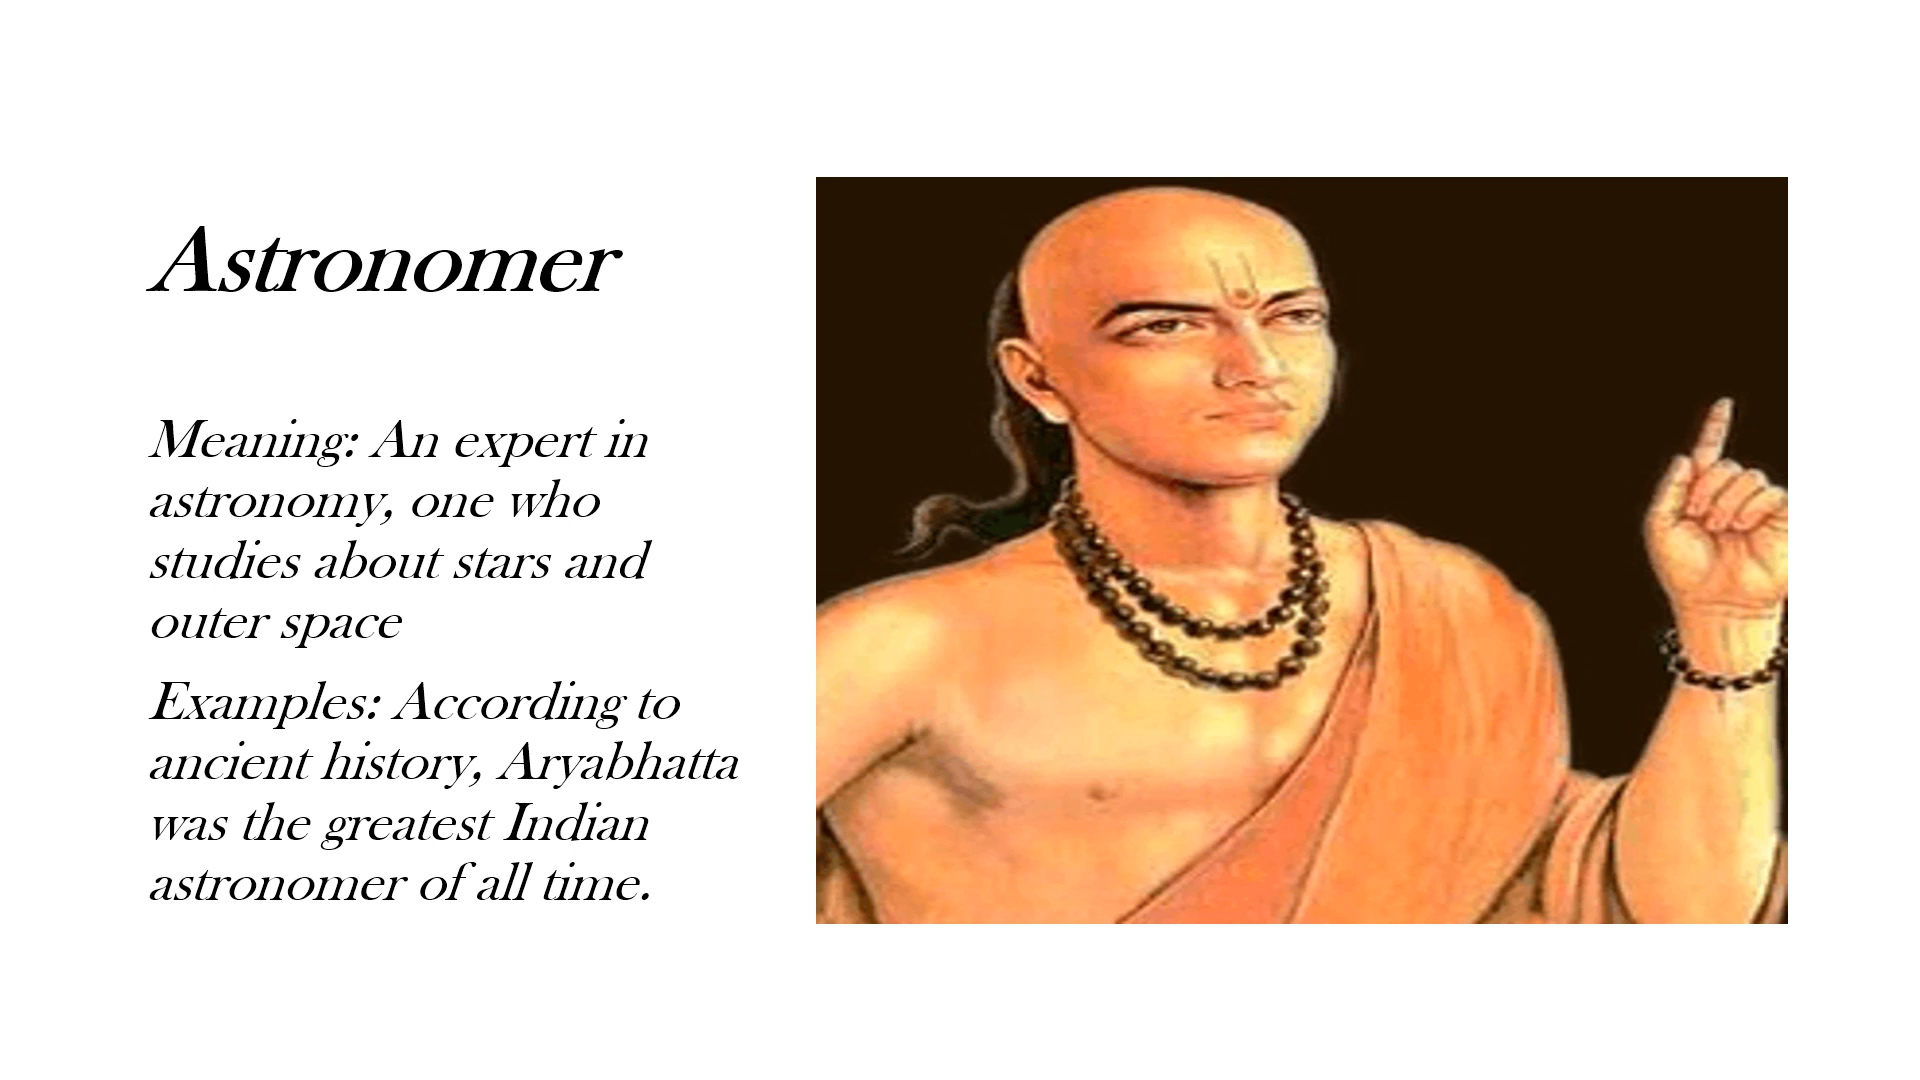 Astronomer
Meaning: An expert in
astronomy, one who
studies about stars and
outer space
Examples: According to
ancient history, Aryabhatta
was the greatest Indian
astronomer of all time.